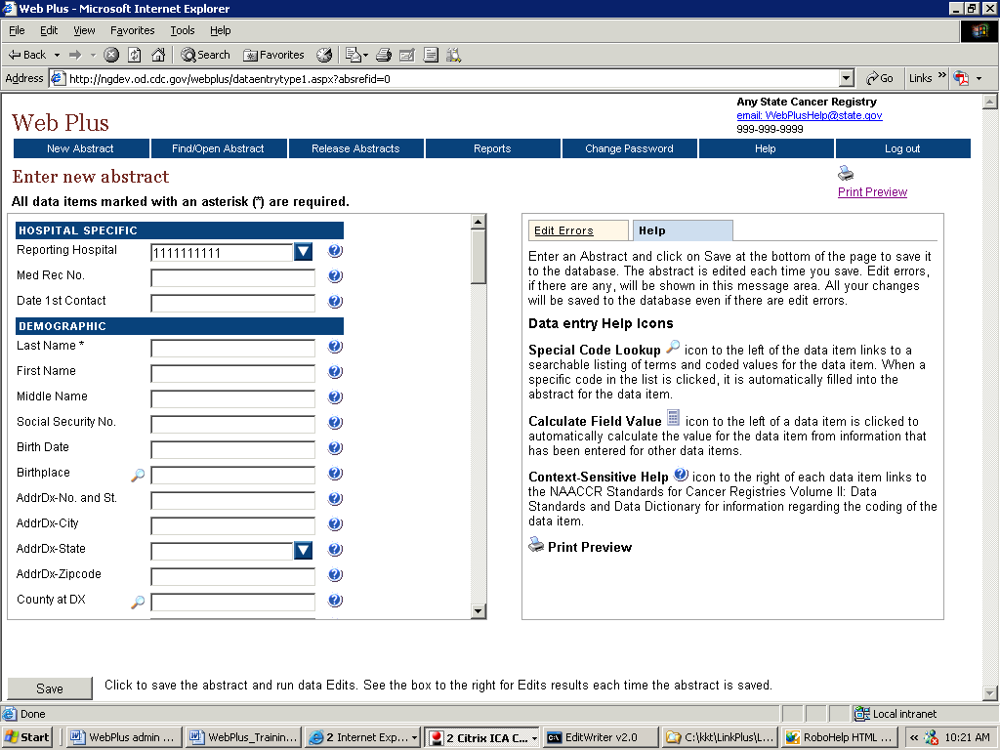 Web Plus - Microsoft Internet Explorer
File Edit View Favorites Tools Help
Back Search Favorites
Address http://ngdev.od.cdc.gov/webplus/dataentrytype1.aspx?absrefid=0 Go Links »
Any State Cancer Registry
email: WebPlusHelp@state.gov
999-999-9999
Web Plus
New Abstract Find/Open Abstract Release Abstracts Reports Change Password Help Log out
Enter new abstract
Print Preview
All data items marked with an asterisk (*) are required.
HOSPITAL SPECIFIC
Reporting Hospital 1111111111
Med Rec No.
Date 1st Contact
DEMOGRAPHIC
Last Name *
First Name
Middle Name
Social Security No.
Birth Date
Birthplace
AddrDx-No. and St.
AddrDx-City
AddrDx-State
AddrDx-Zipcode
County at DX
Edit Errors Help
Enter an Abstract and click on Save at the bottom of the page to save it
to the database. The abstract is edited each time you save. Edit errors,
if there are any, will be shown in this message area. All your changes
will be saved to the database even if there are edit errors.
Data entry Help Icons
Special Code Lookup icon to the left of the data item links to a
searchable listing of terms and coded values for the data item. When a
specific code in the list is clicked, it is automatically filled into the
abstract for the data item.
Calculate Field Value icon to the left of a data item is clicked to
automatically calculate the value for the data item from information that
has been entered for other data items.
Context-Sensitive Help icon to the right of each data item links to
the NAACCR Standards for Cancer Registries Volume II: Data
Standards and Data Dictionary for information regarding the coding of the
data item.
Print Preview
Save Click to save the abstract and run data Edits. See the box to the right for Edits results each time the abstract is saved.
Done Local intranet
Start WebPlus admin ... WebPlus_Trainin... 2 Internet Exp... 2 Citrix ICA C... EditWriter v2.0 C:\kkt\LinkPlus\L... RoboHelp HTML ... « 10:21 AM